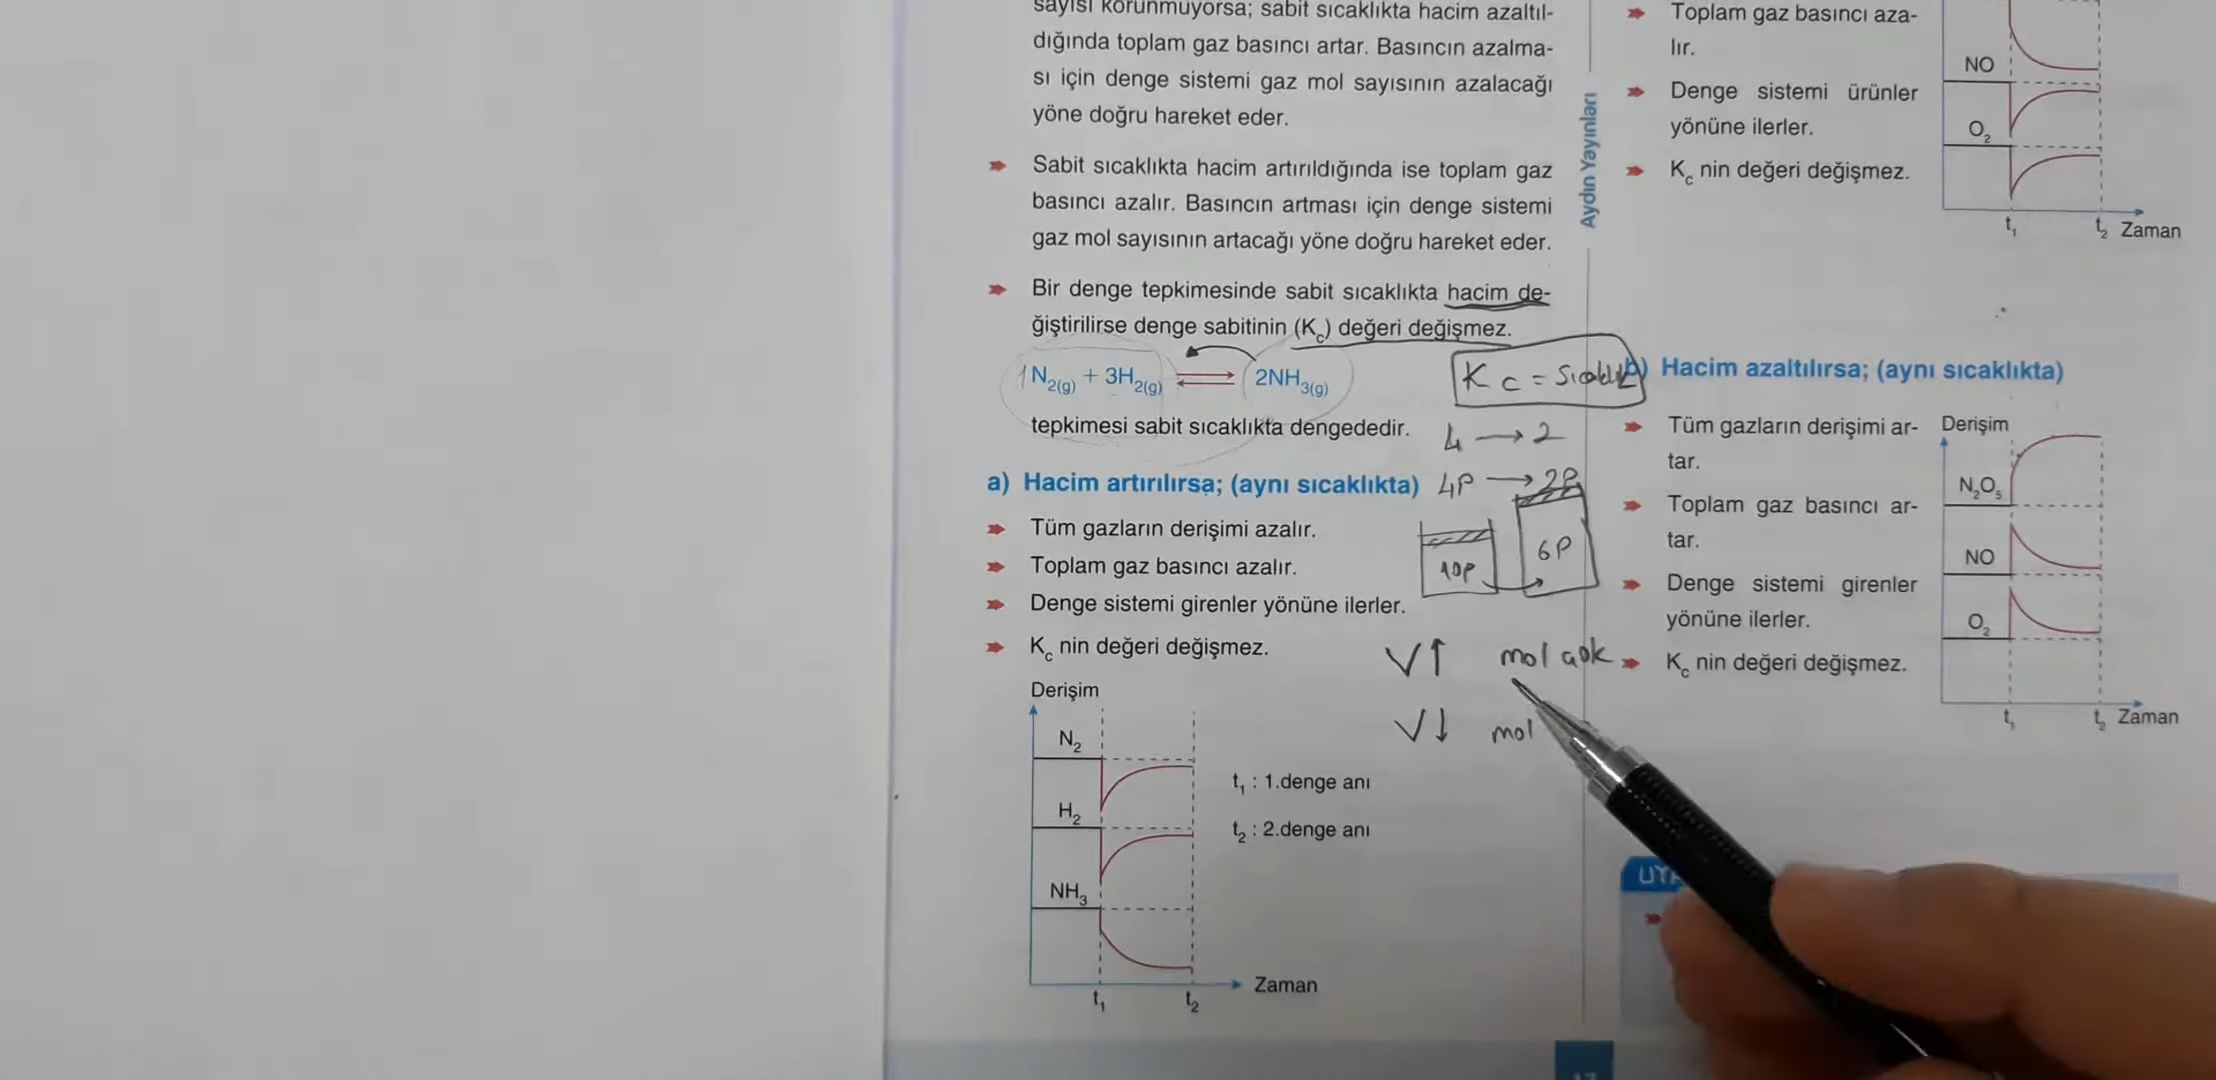 sayısı korunmuyorsa; sabit sıcaklıkta hacim azaltıl-
dığında toplam gaz basıncı artar. Basıncın azalma-
sı için denge sistemi gaz mol sayısının azalacağı
yöne doğru hareket eder.
Sabit sıcaklıkta hacim artırıldığında ise toplam gaz
basıncı azalır. Basıncın artması için denge sistemi
gaz mol sayısının artacağı yöne doğru hareket eder.
Bir denge tepkimesinde sabit sıcaklıkta hacim de-
ğiştirilirse denge sabitinin (Kc) değeri değişmez.
1N2(g) + 3H2(g) ⇌ 2NH3(g)
Kc = sıcaklık
tepkimesi sabit sıcaklıkta dengededir.
4 → 2
a) Hacim artırılırsa; (aynı sıcaklıkta)
4P → 2P
10P
6P
Tüm gazların derişimi azalır.
Toplam gaz basıncı azalır.
Denge sistemi girenler yönüne ilerler.
Kc nin değeri değişmez.
V↑ mol çok
V↓ mol
Derişim
N2
H2
NH3
t1
t2
Zaman
t1 : 1.denge anı
t2 : 2.denge anı
Aydın Yayınları
Toplam gaz basıncı aza-
lır.
Denge sistemi ürünler
yönüne ilerler.
Kc nin değeri değişmez.
NO
O2
t1
t2 Zaman
b) Hacim azaltılırsa; (aynı sıcaklıkta)
Tüm gazların derişimi ar-
tar.
Toplam gaz basıncı ar-
tar.
Denge sistemi girenler
yönüne ilerler.
Kc nin değeri değişmez.
Derişim
N2O5
NO
O2
t1
t2 Zaman